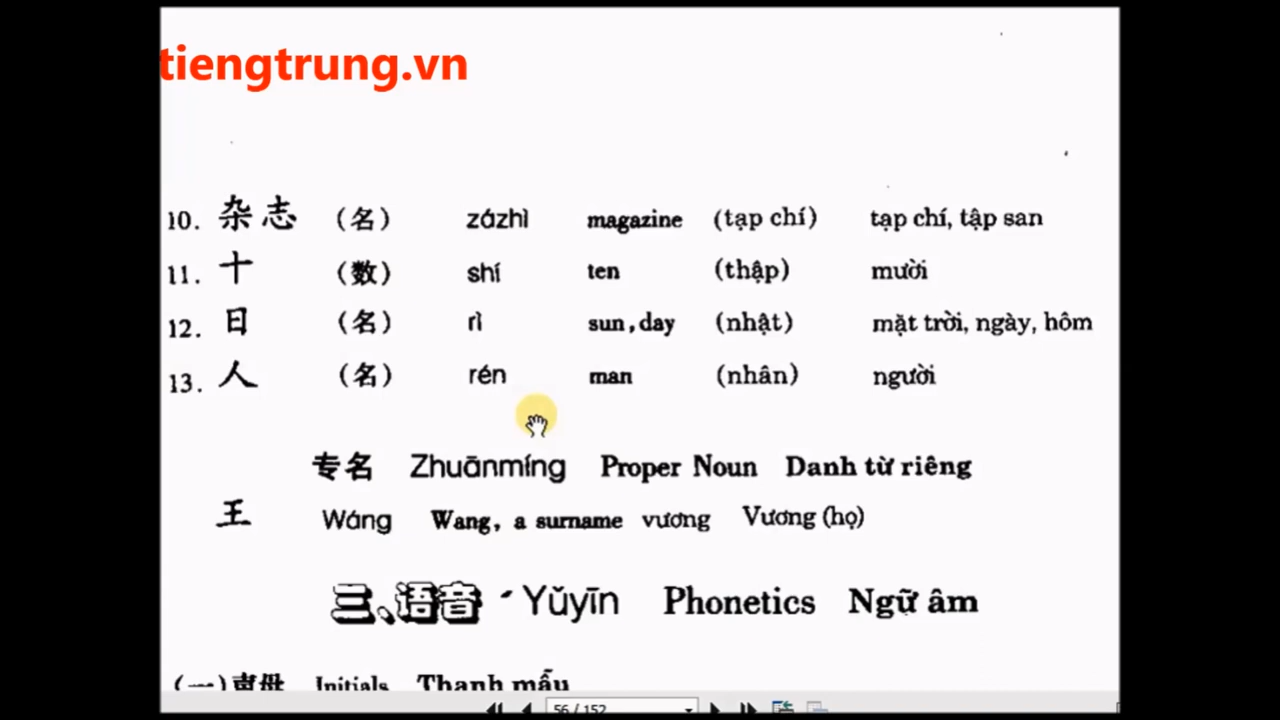 tiengtrung.vn
10. 杂志 (名) zázhì magazine (tạp chí) tạp chí, tập san
11. 十 (数) shí ten (thập) mười
12. 日 (名) rì sun, day (nhật) mặt trời, ngày, hôm
13. 人 (名) rén man (nhân) người
专名 Zhuānmíng Proper Noun Danh từ riêng
王 Wáng Wang, a surname vương Vương (họ)
三、语音 Yǔyīn Phonetics Ngữ âm
(一) 声母 Initials Thanh mẫu
56 / 152